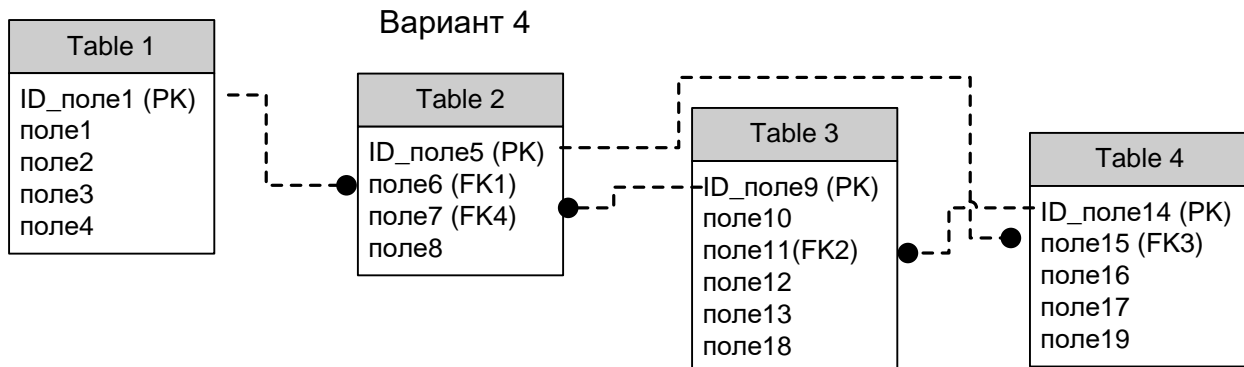 Вариант 4
Table 1
ID_поле1 (PK)
поле1
поле2
поле3
поле4
Table 2
ID_поле5 (PK)
поле6 (FK1)
поле7 (FK4)
поле8
Table 3
ID_поле9 (PK)
поле10
поле11(FK2)
поле12
поле13
поле18
Table 4
ID_поле14 (PK)
поле15 (FK3)
поле16
поле17
поле19